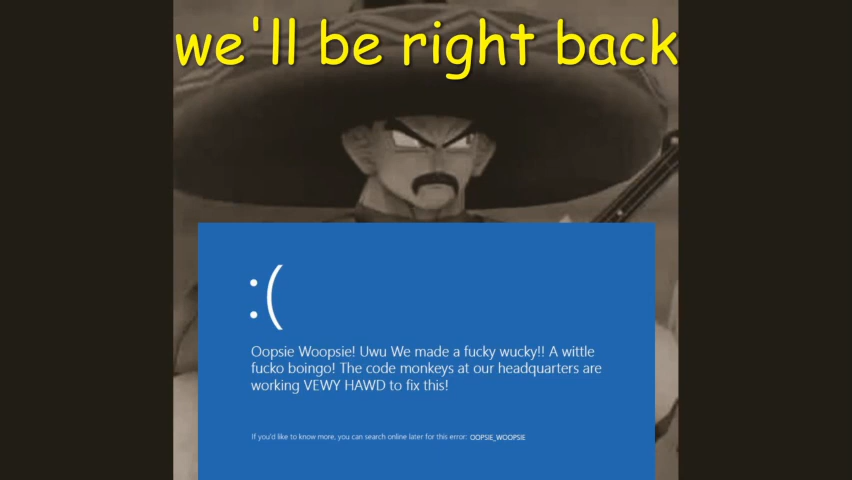 we'll be right back
:(
Oopsie Woopsie! Uwu We made a fucky wucky!! A wittle
fucko boingo! The code monkeys at our headquarters are
working VEWY HAWD to fix this!
If you'd like to know more, you can search online later for this error: OOPSIE_WOOPSIE